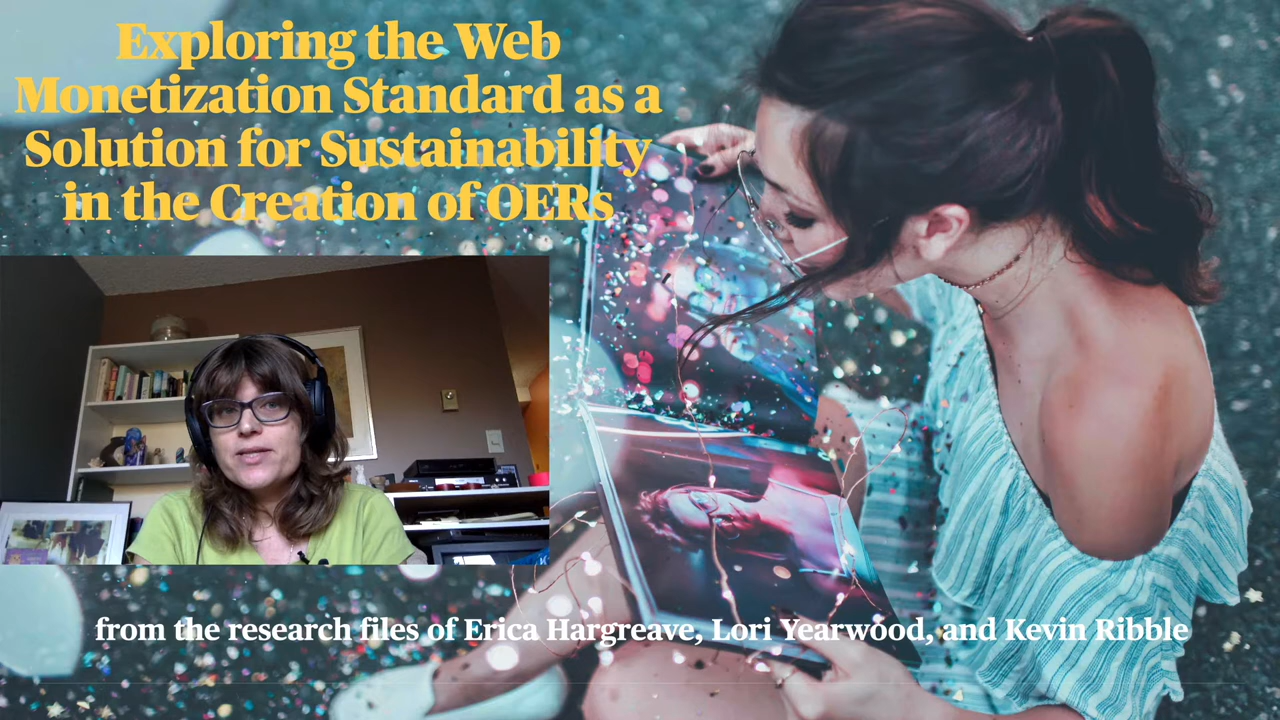 Exploring the Web
Monetization Standard as a
Solution for Sustainability
in the Creation of OERs
from the research files of Erica Hargreave, Lori Yearwood, and Kevin Ribble